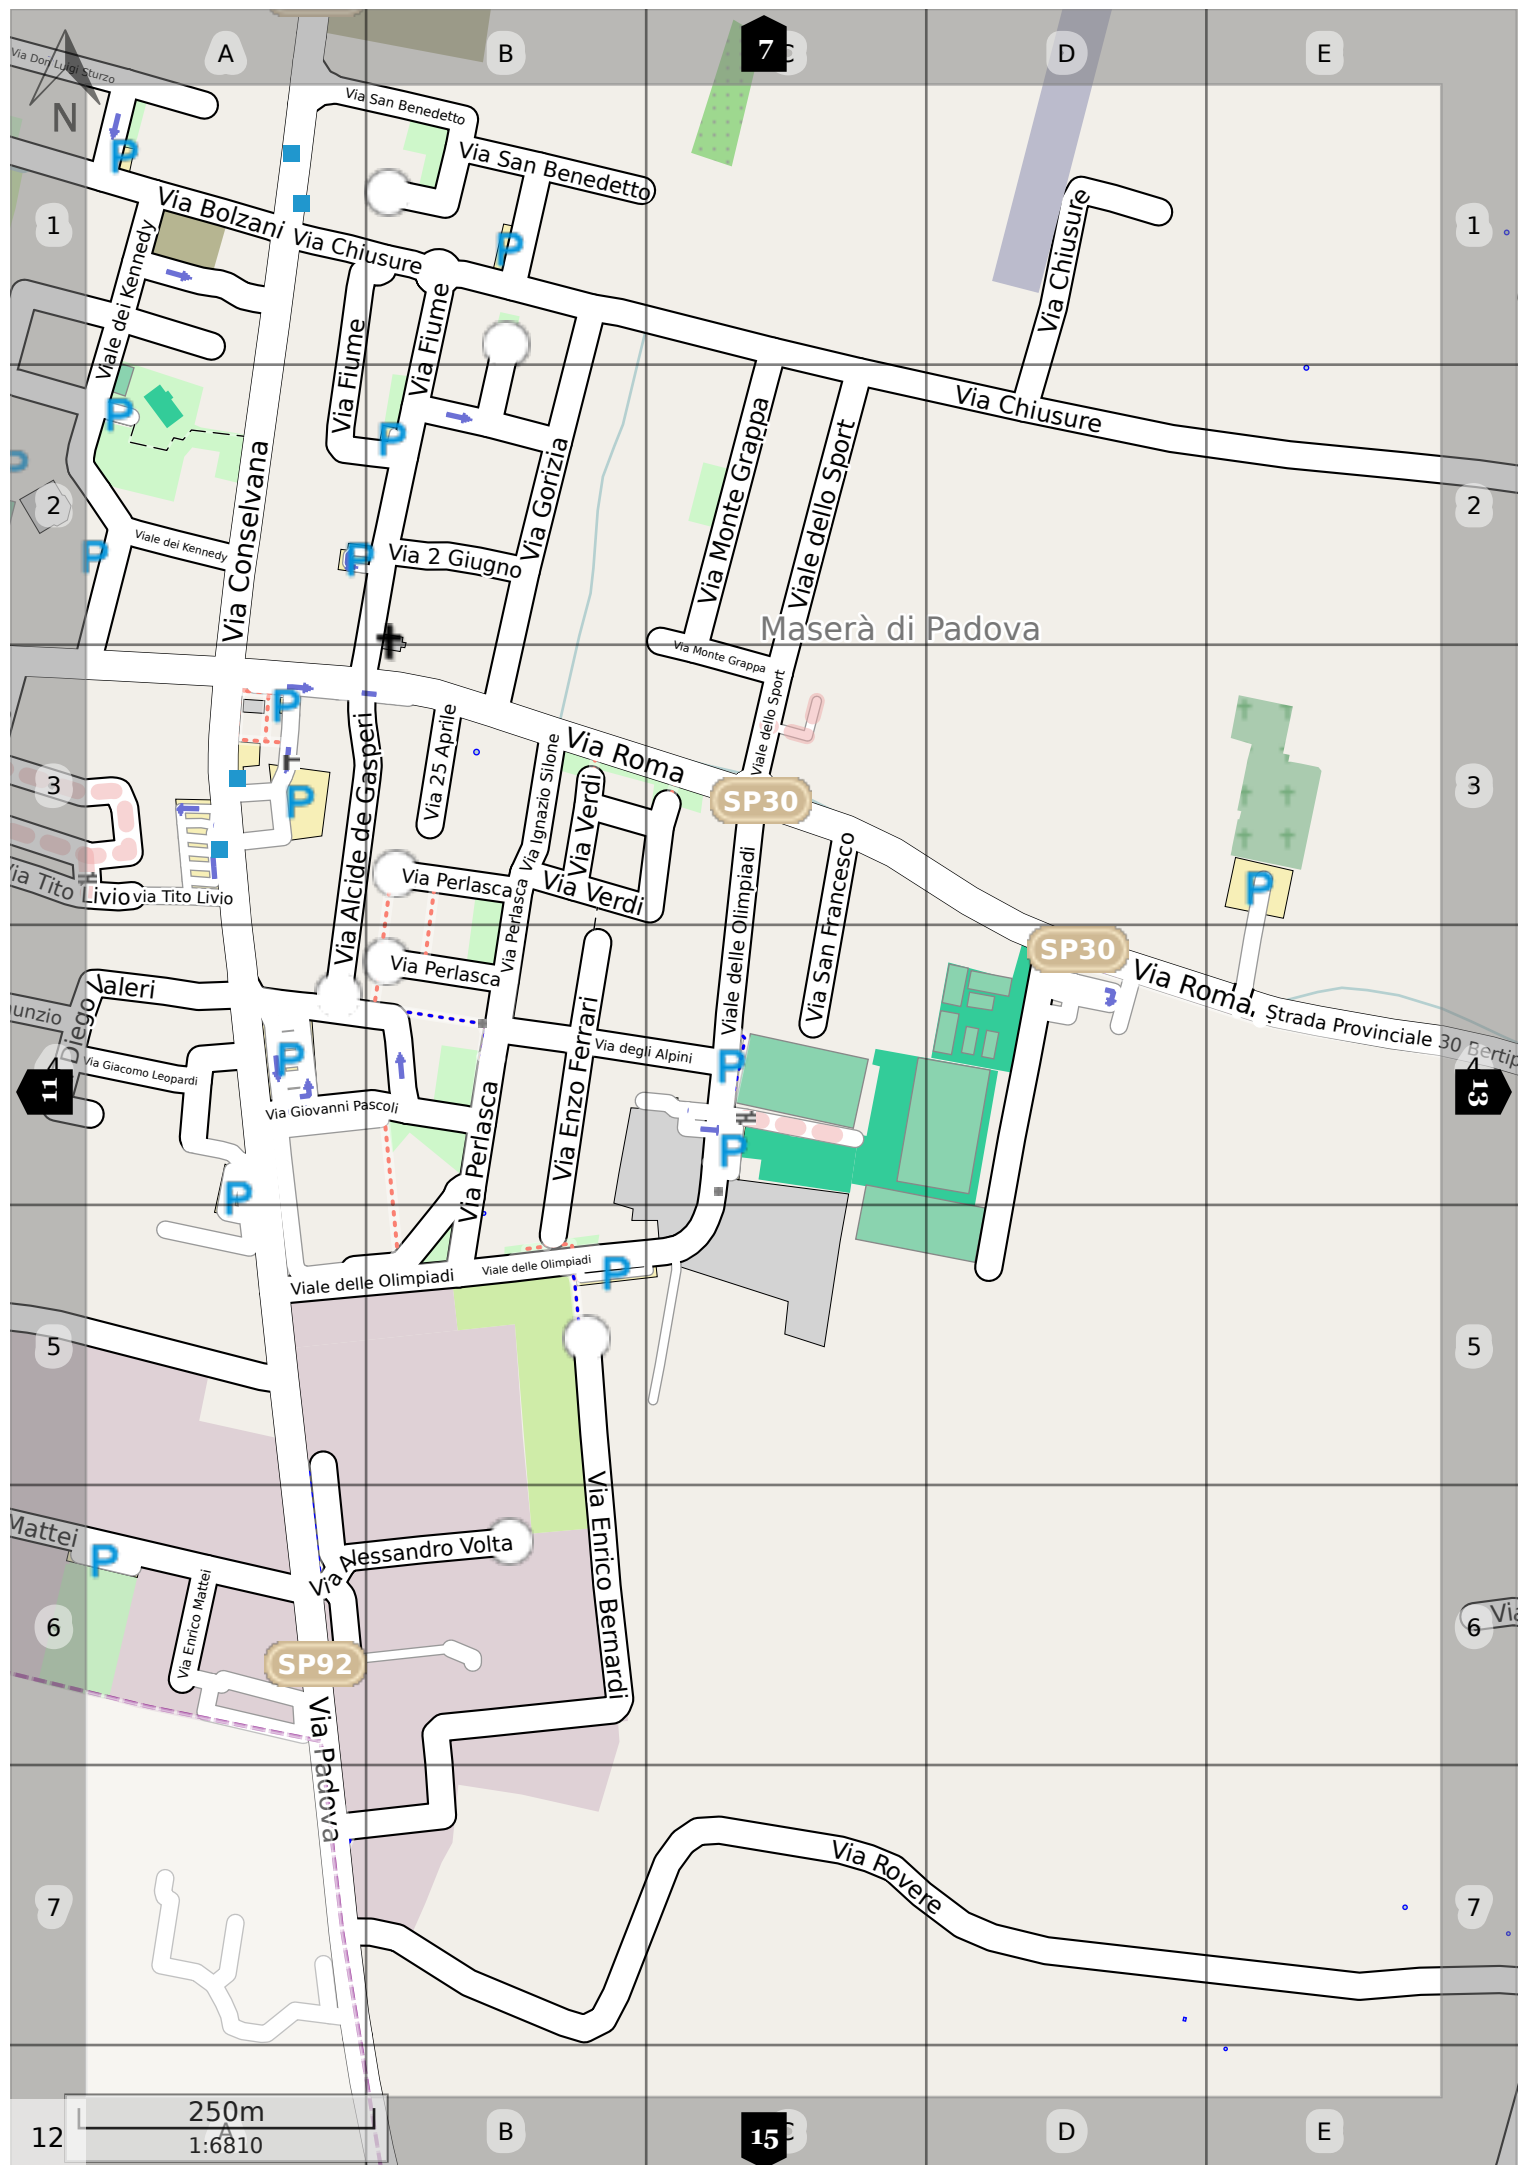 SP92
7
A
B
C
D
E
Via Don Luigi Sturzo
N
Via San Benedetto
Via San Benedetto
P
Via Bolzani
Via Chiusure
P
1
1
Viale dei Kennedy
Via Fiume
Via Fiume
Via Chiusure
P
P
Via Chiusure
P
2
2
Viale dei Kennedy
Via Conselvana
Via Gorizia
Via Monte Grappa
Viale dello Sport
P
P
Via 2 Giugno
Maserà di Padova
Via Monte Grappa
Viale dello Sport
P
Via Roma
Via 25 Aprile
Via Ignazio Silone
Via Verdi
SP30
3
3
P
Via Alcide de Gasperi
Via Tito Livio
via Tito Livio
Via Perlasca
Via Perlasca
Via Verdi
Viale delle Olimpiadi
Via San Francesco
P
SP30
Via Perlasca
Via Roma,
Strada Provinciale 30 Bertip
Diego Valeri
unzio
Via degli Alpini
Via Giacomo Leopardi
P
P
4
4
11
13
Via Giovanni Pascoli
Via Perlasca
Via Enzo Ferrari
P
P
Viale delle Olimpiadi
Viale delle Olimpiadi
P
5
5
Mattei
P
Via Alessandro Volta
Via Enrico Bernardi
Via Enrico Mattei
6
6
Via
SP92
Via Padova
Via Rovere
7
7
250m
1:6810
12
A
B
15
C
D
E